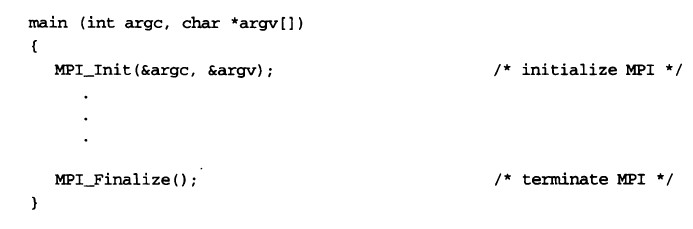 main (int argc, char *argv[])
{
MPI_Init(&argc, &argv); /* initialize MPI */
.
.
.
MPI_Finalize(); /* terminate MPI */
}